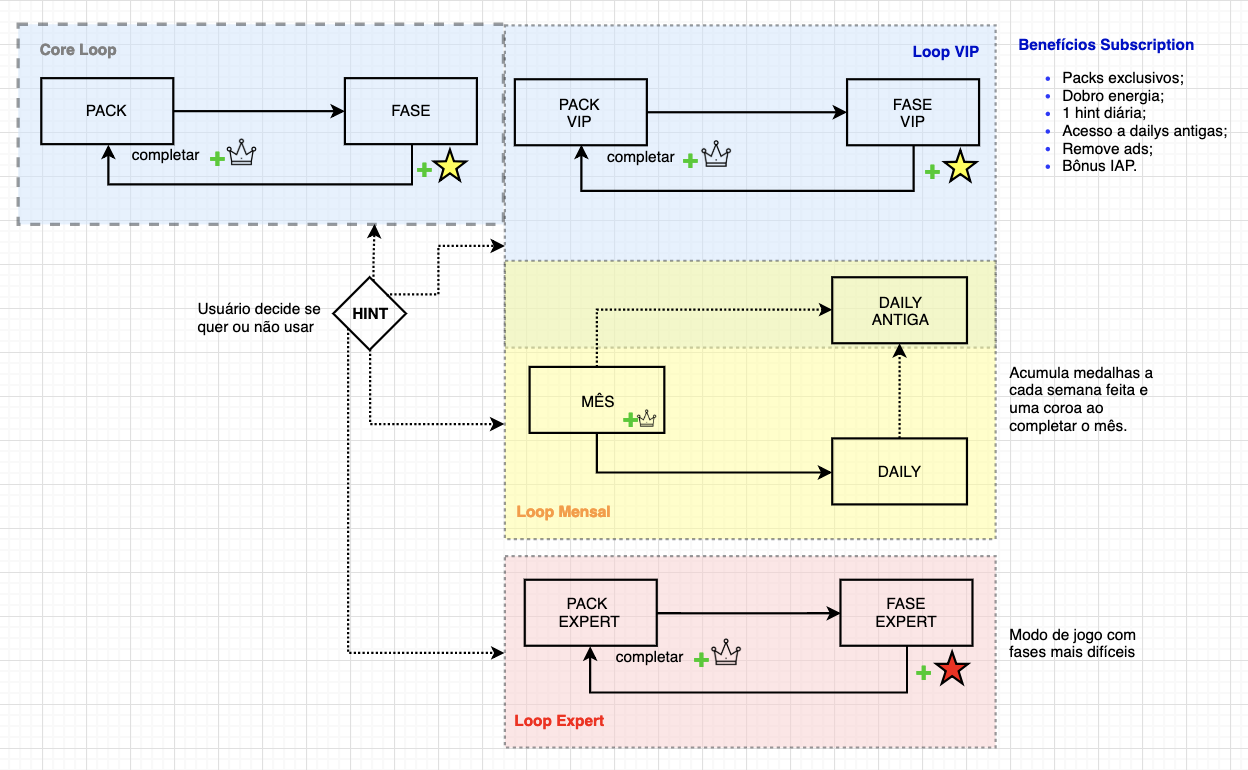 Core Loop
PACK
FASE
completar
Loop VIP
PACK
VIP
FASE
VIP
completar
Benefícios Subscription
Packs exclusivos;
Dobro energia;
1 hint diária;
Acesso a dailys antigas;
Remove ads;
Bônus IAP.
Usuário decide se
quer ou não usar
HINT
DAILY
ANTIGA
MÊS
DAILY
Loop Mensal
Acumula medalhas a
cada semana feita e
uma coroa ao
completar o mês.
PACK
EXPERT
FASE
EXPERT
completar
Loop Expert
Modo de jogo com
fases mais difíceis